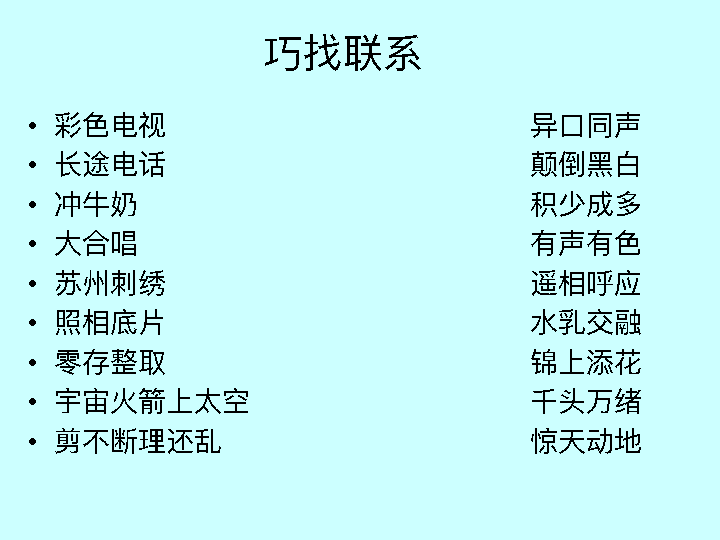 巧找联系
• 彩色电视 异口同声
• 长途电话 颠倒黑白
• 冲牛奶 积少成多
• 大合唱 有声有色
• 苏州刺绣 遥相呼应
• 照相底片 水乳交融
• 零存整取 锦上添花
• 宇宙火箭上太空 千头万绪
• 剪不断理还乱 惊天动地